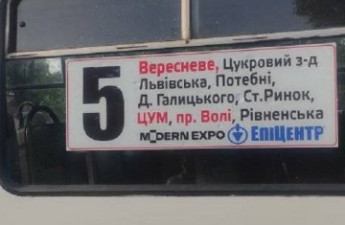 5
Вересневе, Цукровий з-д
Львівська, Потебні,
Д. Галицького, Ст.Ринок,
ЦУМ, пр. Волі, Рівненська
MODERN EXPO ЕПІЦЕНТР